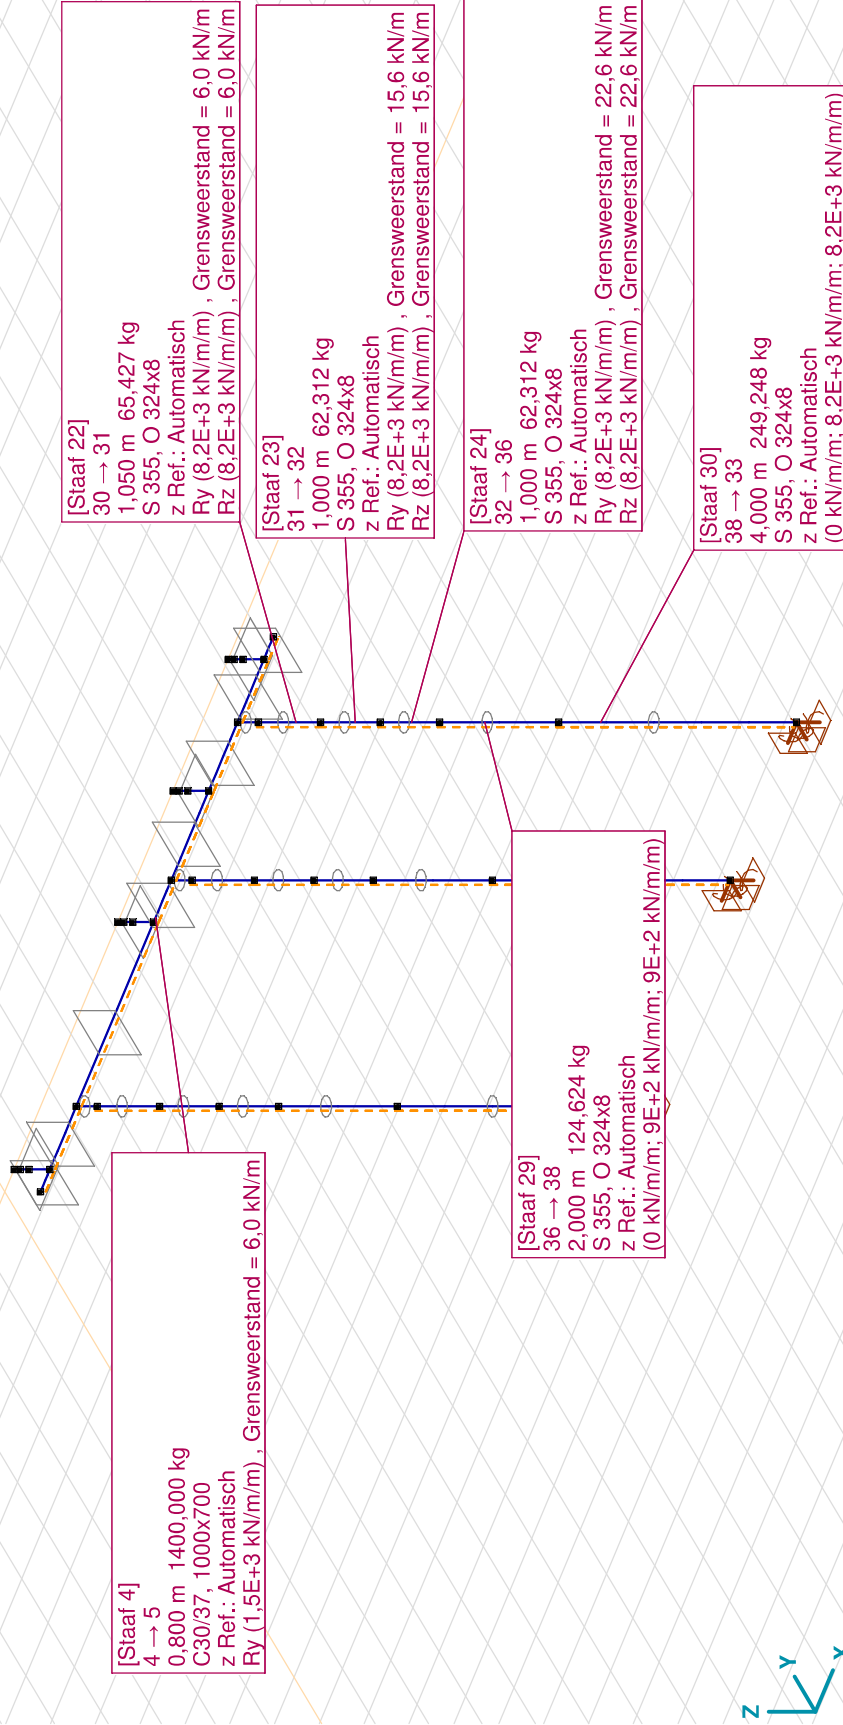 [Staaf 22]
30 → 31
1,050 m  65,427 kg
S 355, O 324x8
z Ref.: Automatisch
Ry (8,2E+3 kN/m/m) , Grensweerstand = 6,0 kN/m
Rz (8,2E+3 kN/m/m) , Grensweerstand = 6,0 kN/m
[Staaf 23]
31 → 32
1,000 m  62,312 kg
S 355, O 324x8
z Ref.: Automatisch
Ry (8,2E+3 kN/m/m) , Grensweerstand = 15,6 kN/m
Rz (8,2E+3 kN/m/m) , Grensweerstand = 15,6 kN/m
[Staaf 24]
32 → 36
1,000 m  62,312 kg
S 355, O 324x8
z Ref.: Automatisch
Ry (8,2E+3 kN/m/m) , Grensweerstand = 22,6 kN/m
Rz (8,2E+3 kN/m/m) , Grensweerstand = 22,6 kN/m
[Staaf 30]
38 → 33
4,000 m  249,248 kg
S 355, O 324x8
z Ref.: Automatisch
(0 kN/m/m; 8,2E+3 kN/m/m; 8,2E+3 kN/m/m)
[Staaf 29]
36 → 38
2,000 m  124,624 kg
S 355, O 324x8
z Ref.: Automatisch
(0 kN/m/m; 9E+2 kN/m/m; 9E+2 kN/m/m)
[Staaf 4]
4 → 5
0,800 m  1400,000 kg
C30/37, 1000x700
z Ref.: Automatisch
Ry (1,5E+3 kN/m/m) , Grensweerstand = 6,0 kN/m
Z
Y
X